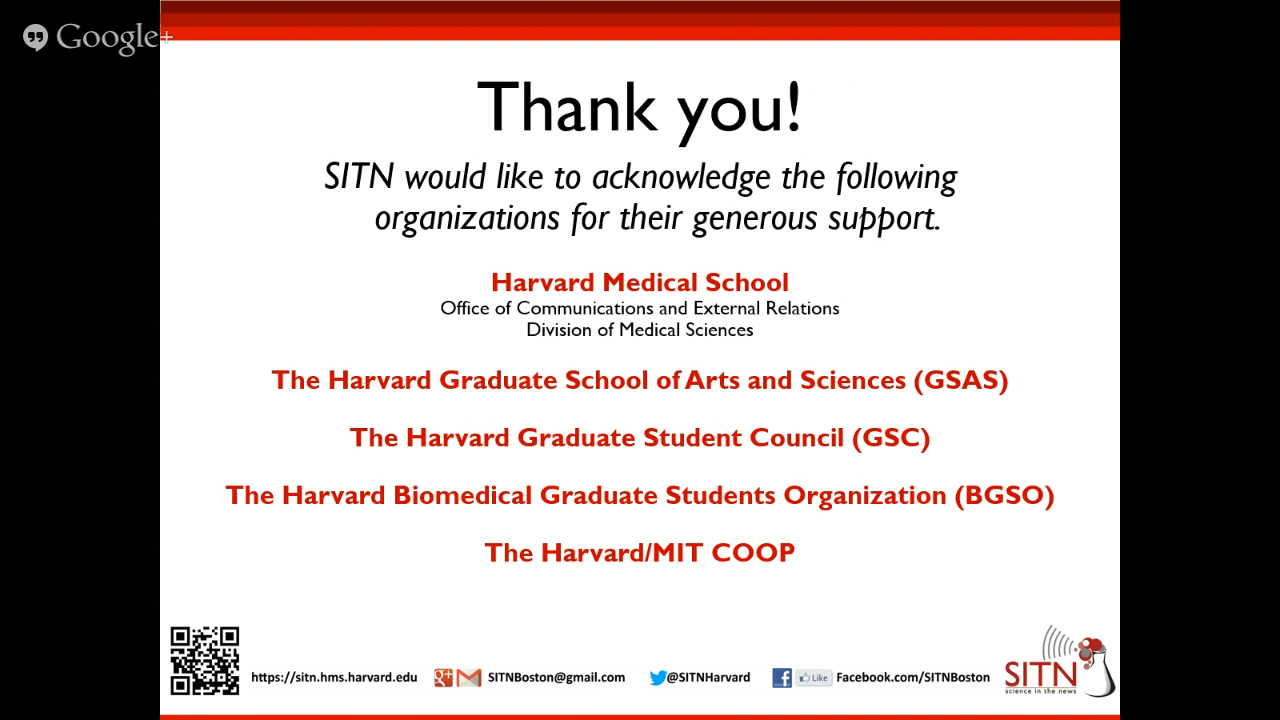 Google+
Thank you!
SITN would like to acknowledge the following
organizations for their generous support.
Harvard Medical School
Office of Communications and External Relations
Division of Medical Sciences
The Harvard Graduate School of Arts and Sciences (GSAS)
The Harvard Graduate Student Council (GSC)
The Harvard Biomedical Graduate Students Organization (BGSO)
The Harvard/MIT COOP
https://sitn.hms.harvard.edu
SITNBoston@gmail.com
@SITNHarvard
Like
Facebook.com/SITNBoston
SITN
science in the news